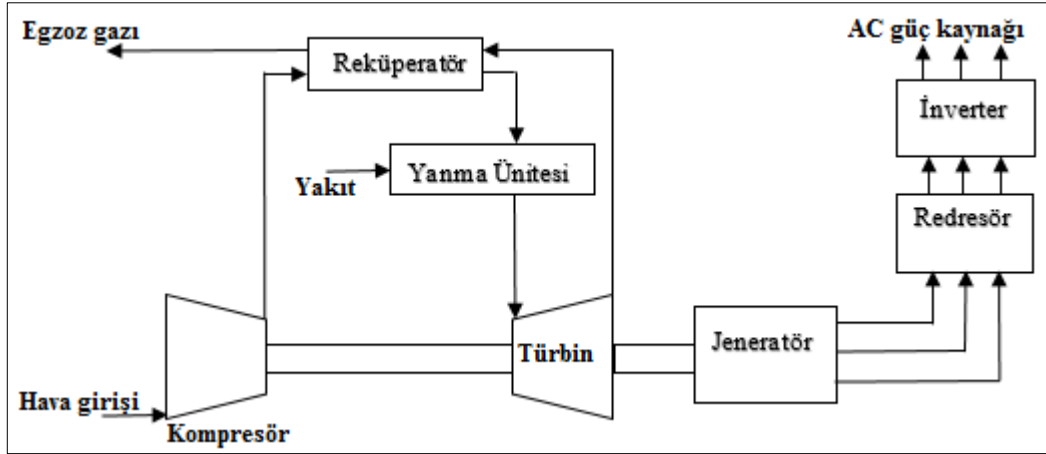 Egzoz gazı
Reküperatör
AC güç kaynağı
İnverter
Yakıt
Yanma Ünitesi
Redresör
Türbin
Jeneratör
Hava girişi
Kompresör